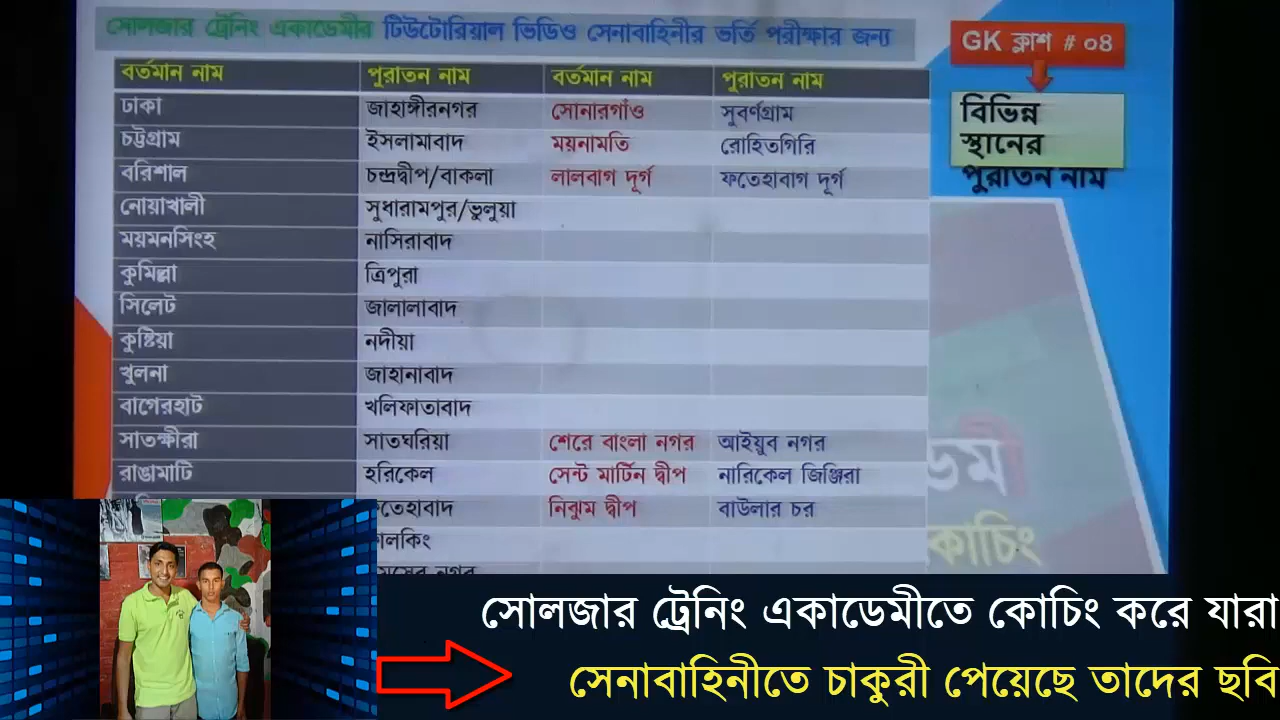 সোলজার ট্রেনিং একাডেমীর টিউটোরিয়াল ভিডিও সেনাবাহিনীর ভর্তি পরীক্ষার জন্য
GK ক্লাশ # ০৪
বিভিন্ন
স্থানের
পুরাতন নাম
বর্তমান নাম পুরাতন নাম বর্তমান নাম পুরাতন নাম
ঢাকা জাহাঙ্গীরনগর সোনারগাঁও সুবর্ণগ্রাম
চট্টগ্রাম ইসলামাবাদ ময়নামতি রোহিতগিরি
বরিশাল চন্দ্রদ্বীপ/বাকলা লালবাগ দূর্গ ফতেহাবাগ দূর্গ
নোয়াখালী সুধারামপুর/ভুলুয়া
ময়মনসিংহ নাসিরাবাদ
কুমিল্লা ত্রিপুরা
সিলেট জালালাবাদ
কুষ্টিয়া নদীয়া
খুলনা জাহানাবাদ
বাগেরহাট খলিফাতাবাদ
সাতক্ষীরা সাতঘরিয়া শেরে বাংলা নগর আইয়ুব নগর
রাঙামাটি হরিকেল সেন্ট মার্টিন দ্বীপ নারিকেল জিঞ্জিরা
নিঝুম দ্বীপ বাউলার চর
কোচিং
সোলজার ট্রেনিং একাডেমীতে কোচিং করে যারা
সেনাবাহিনীতে চাকুরী পেয়েছে তাদের ছবি